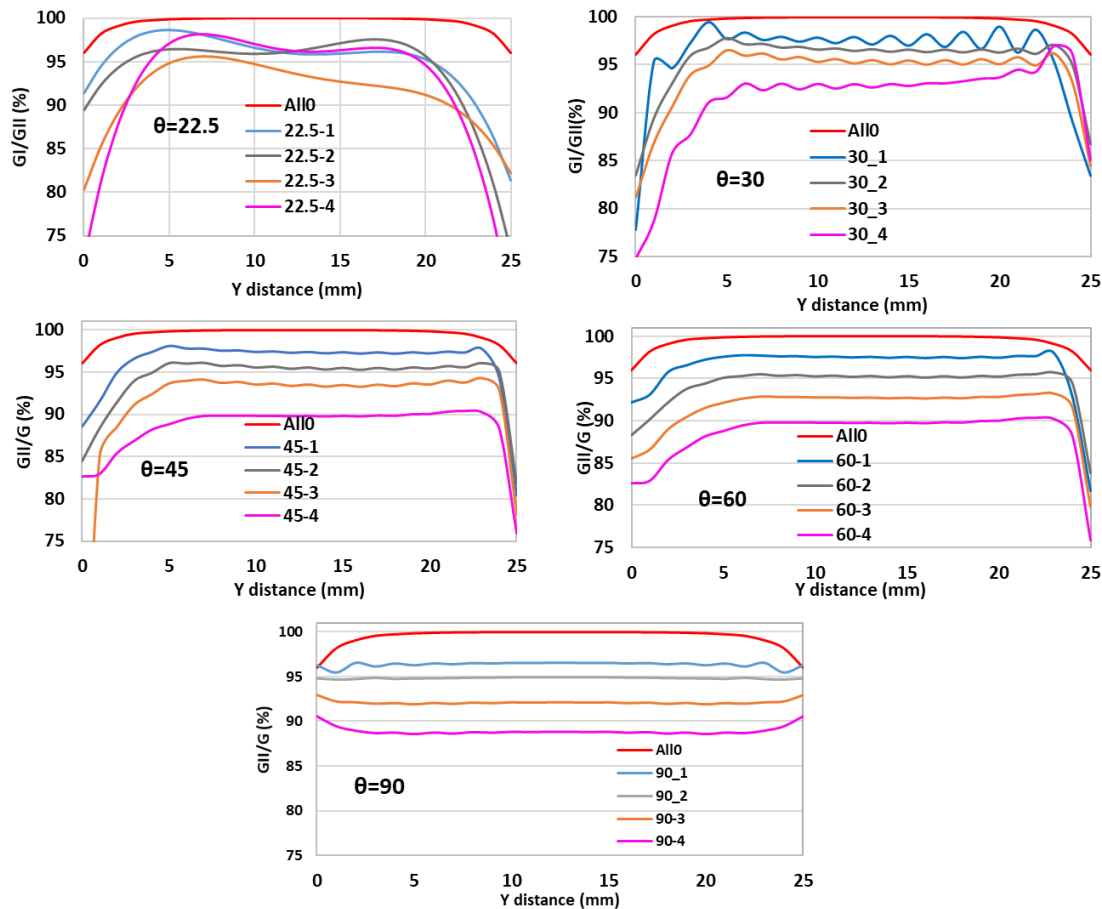 GI/GII (%)
100
95
90
85
80
75
θ=22.5
All0
22.5-1
22.5-2
22.5-3
22.5-4
0 5 10 15 20 25
Y distance (mm)
GI/GII(%)
100
95
90
85
80
75
θ=30
All0
30_1
30_2
30_3
30_4
0 5 10 15 20 25
Y distance (mm)
GII/G (%)
100
95
90
85
80
75
θ=45
All0
45-1
45-2
45-3
45-4
0 5 10 15 20 25
Y distance (mm)
GII/G (%)
100
95
90
85
80
75
θ=60
All0
60-1
60-2
60-3
60-4
0 5 10 15 20 25
Y distance (mm)
GII/G (%)
100
95
90
85
80
75
θ=90
All0
90_1
90_2
90-3
90-4
0 5 10 15 20 25
Y distance (mm)